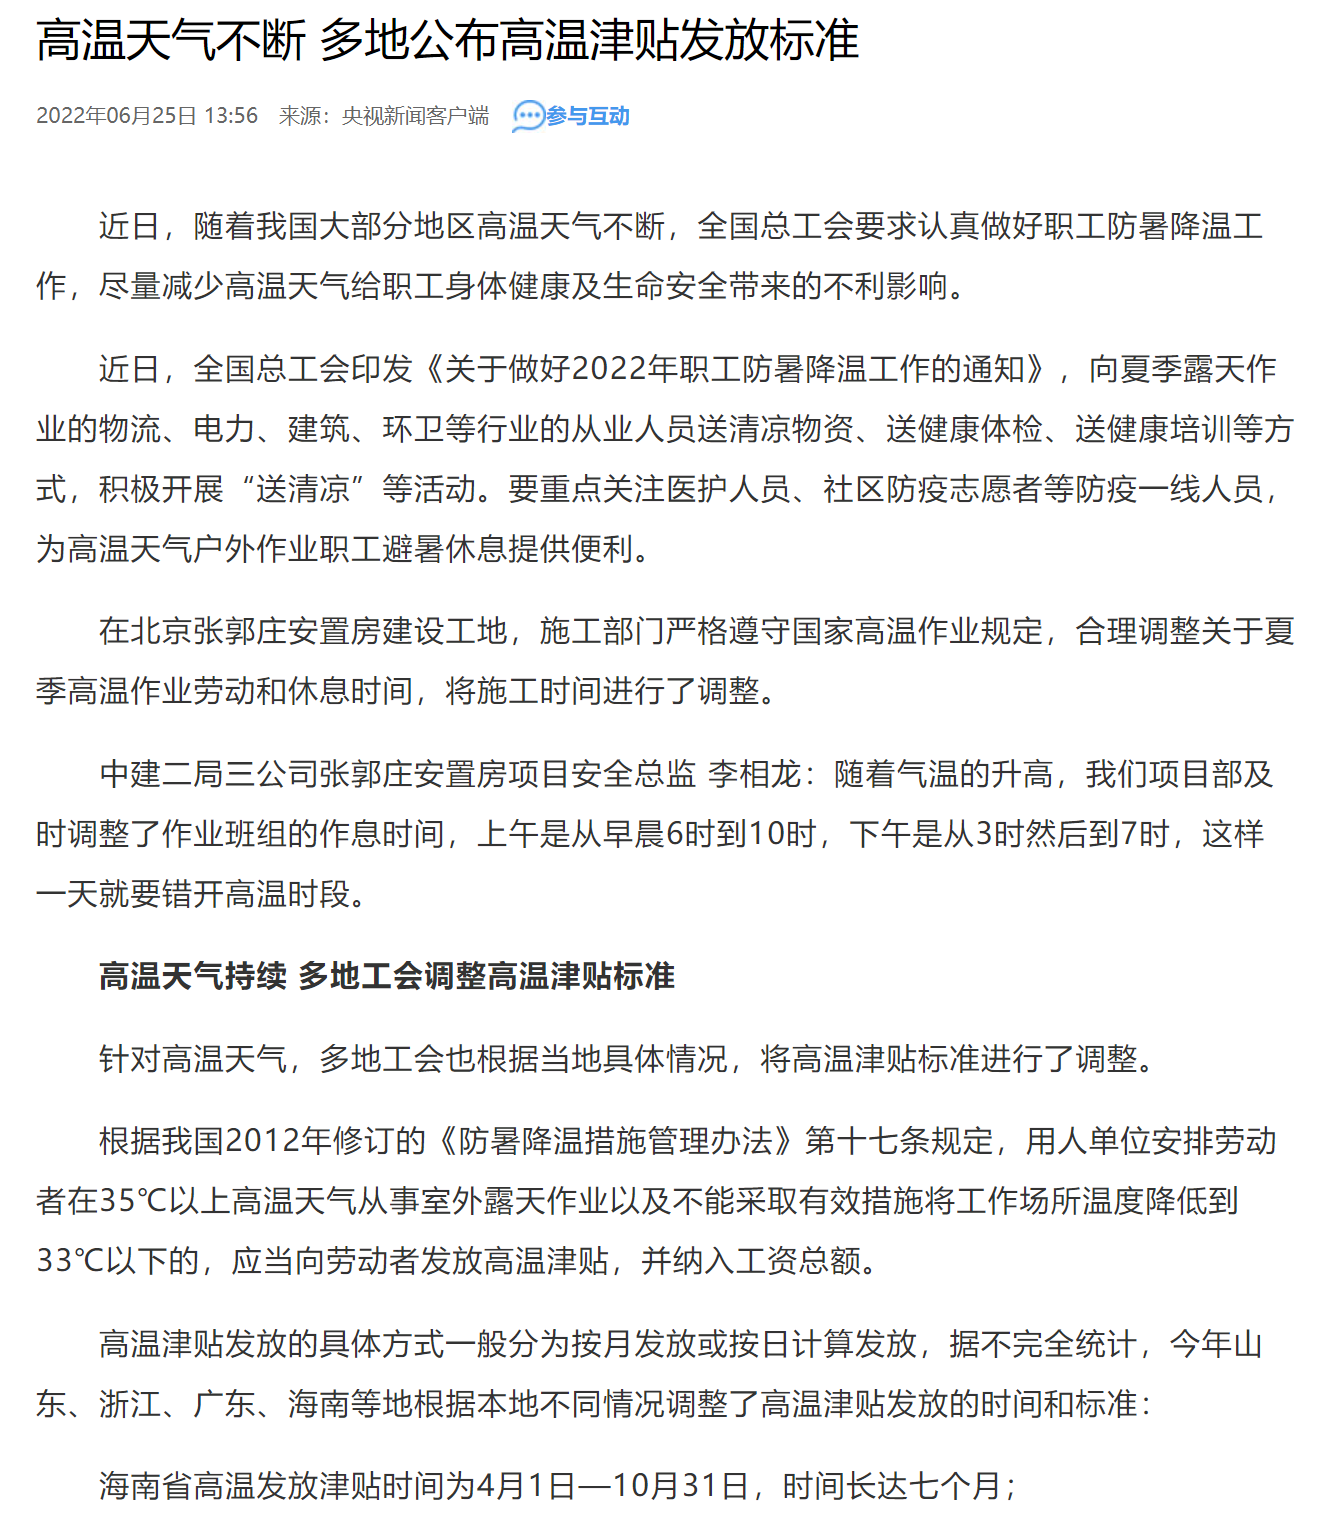 高温天气不断 多地公布高温津贴发放标准
2022年06月25日 13:56 来源：央视新闻客户端 参与互动
近日，随着我国大部分地区高温天气不断，全国总工会要求认真做好职工防暑降温工
作，尽量减少高温天气给职工身体健康及生命安全带来的不利影响。
近日，全国总工会印发《关于做好2022年职工防暑降温工作的通知》，向夏季露天作
业的物流、电力、建筑、环卫等行业的从业人员送清凉物资、送健康体检、送健康培训等方
式，积极开展“送清凉”等活动。要重点关注医护人员、社区防疫志愿者等防疫一线人员，
为高温天气户外作业职工避暑休息提供便利。
在北京张郭庄安置房建设工地，施工部门严格遵守国家高温作业规定，合理调整关于夏
季高温作业劳动和休息时间，将施工时间进行了调整。
中建二局三公司张郭庄安置房项目安全总监 李相龙：随着气温的升高，我们项目部及
时调整了作业班组的作息时间，上午是从早晨6时到10时，下午是从3时然后到7时，这样
一天就要错开高温时段。
高温天气持续 多地工会调整高温津贴标准
针对高温天气，多地工会也根据当地具体情况，将高温津贴标准进行了调整。
根据我国2012年修订的《防暑降温措施管理办法》第十七条规定，用人单位安排劳动
者在35℃以上高温天气从事室外露天作业以及不能采取有效措施将工作场所温度降低到
33℃以下的，应当向劳动者发放高温津贴，并纳入工资总额。
高温津贴发放的具体方式一般分为按月发放或按日计算发放，据不完全统计，今年山
东、浙江、广东、海南等地根据本地不同情况调整了高温津贴发放的时间和标准：
海南省高温发放津贴时间为4月1日—10月31日，时间长达七个月；